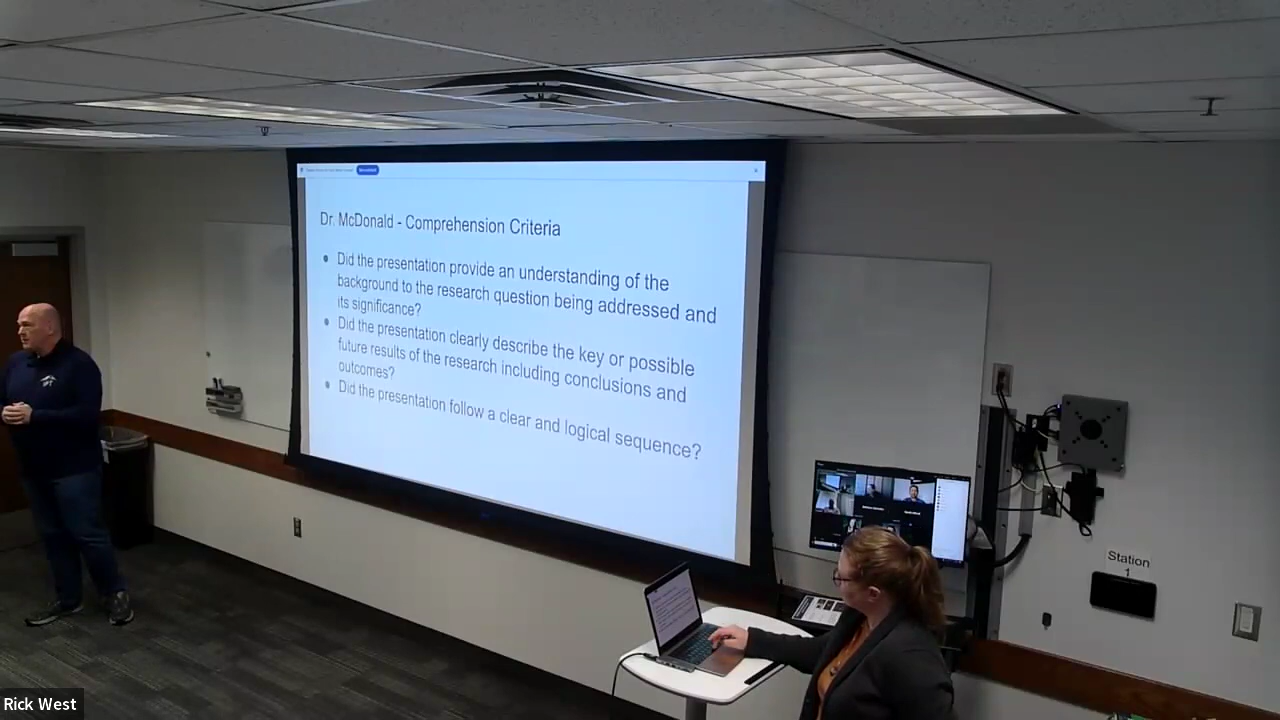 Dr. McDonald - Comprehension Criteria
• Did the presentation provide an understanding of the
background to the research question being addressed and
its significance?
• Did the presentation clearly describe the key or possible
future results of the research including conclusions and
outcomes?
• Did the presentation follow a clear and logical sequence?
Station
1
Rick West